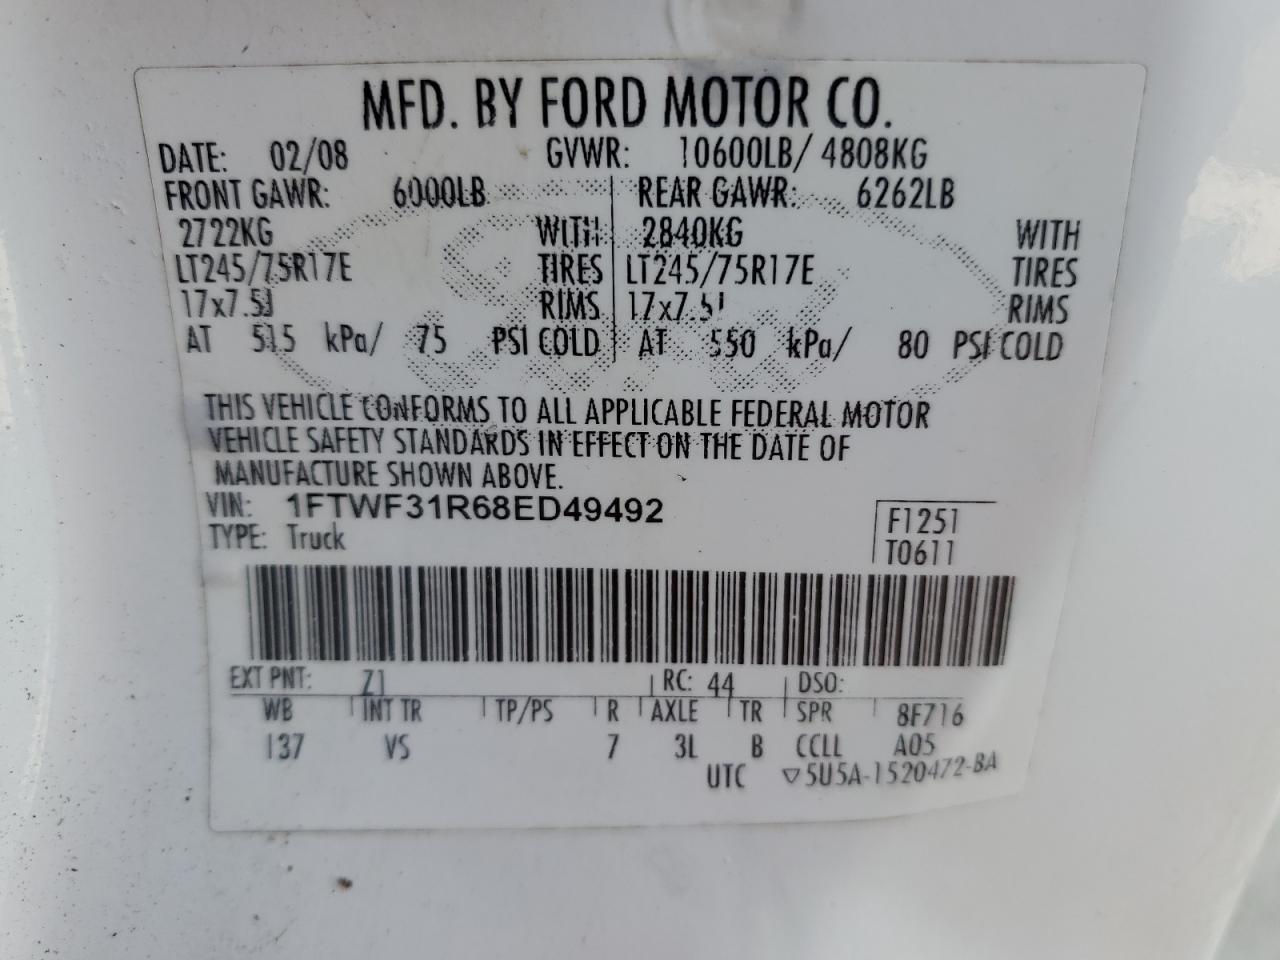 MFD. BY FORD MOTOR CO.
DATE: 02/08 GVWR: 10600LB/ 4808KG
FRONT GAWR: 6000LB REAR GAWR: 6262LB
2722KG WITH 2840KG WITH
LT245/75R17E TIRES LT245/75R17E TIRES
17x7.5J RIMS 17x7.5J RIMS
AT 515 kPa/ 75 PSI COLD AT 550 kPa/ 80 PSI COLD
THIS VEHICLE CONFORMS TO ALL APPLICABLE FEDERAL MOTOR
VEHICLE SAFETY STANDARDS IN EFFECT ON THE DATE OF
MANUFACTURE SHOWN ABOVE.
VIN: 1FTWF31R68ED49492
TYPE: Truck
F1251
T0611
EXT PNT: Z1 RC: 44 DSO:
WB INT TR TP/PS R AXLE TR SPR 8F716
137 VS 7 3L B CCLL A05
UTC ▽5U5A-1520472-BA